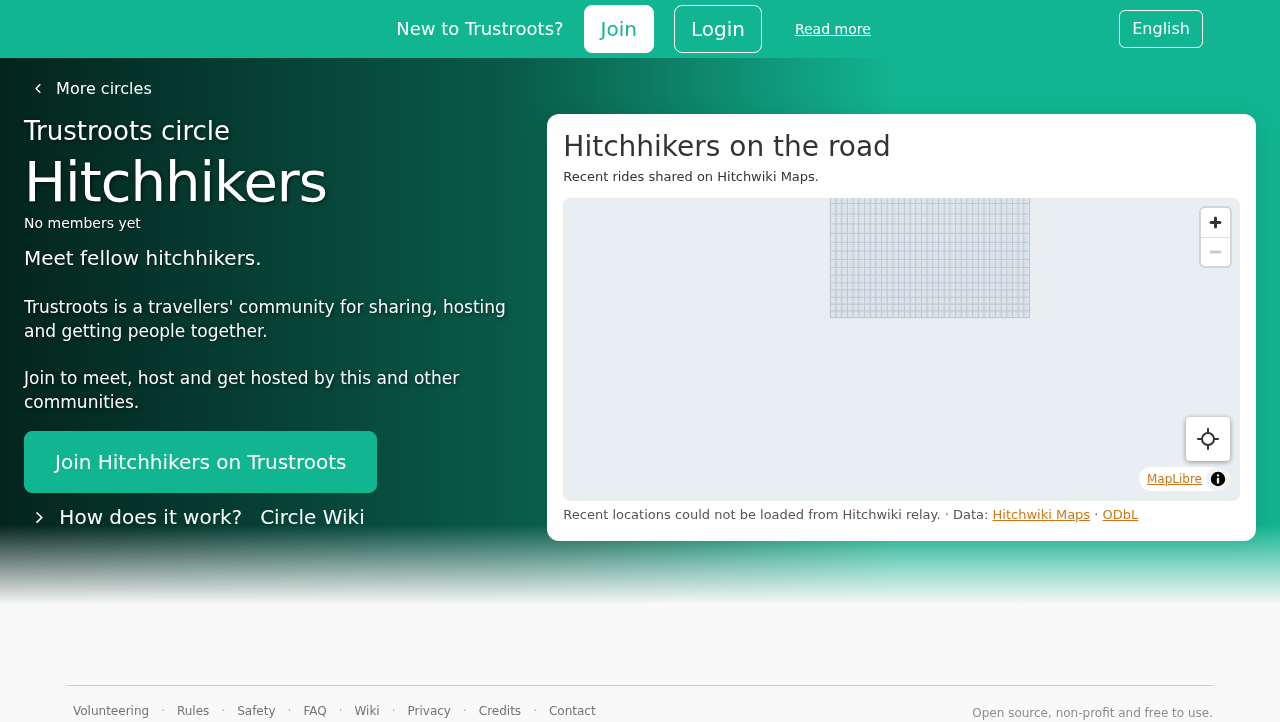 New to Trustroots? Join Login Read more English
More circles
Trustroots circle
Hitchhikers
No members yet
Meet fellow hitchhikers.
Trustroots is a travellers' community for sharing, hosting
and getting people together.
Join to meet, host and get hosted by this and other
communities.
Join Hitchhikers on Trustroots
How does it work? Circle Wiki
Hitchhikers on the road
Recent rides shared on Hitchwiki Maps.
MapLibre
Recent locations could not be loaded from Hitchwiki relay. · Data: Hitchwiki Maps · ODbL
Volunteering · Rules · Safety · FAQ · Wiki · Privacy · Credits · Contact
Open source, non-profit and free to use.